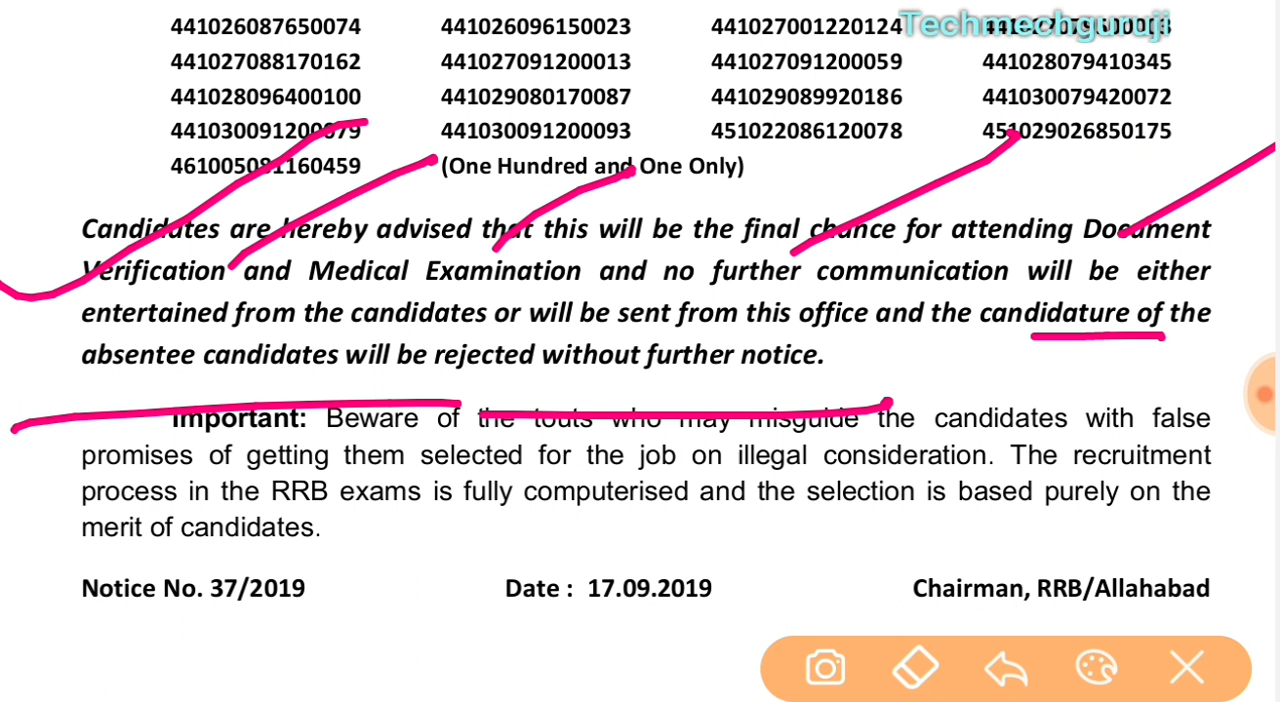 441026087650074 441026096150023 441027001220124 Techmechguruji
441027088170162 441027091200013 441027091200059 441028079410345
441028096400100 441029080170087 441029089920186 441030079420072
441030091200079 441030091200093 451022086120078 451029026850175
461005081160459 (One Hundred and One Only)
Candidates are hereby advised that this will be the final chance for attending Document
Verification and Medical Examination and no further communication will be either
entertained from the candidates or will be sent from this office and the candidature of the
absentee candidates will be rejected without further notice.
Important: Beware of the touts who may misguide the candidates with false
promises of getting them selected for the job on illegal consideration. The recruitment
process in the RRB exams is fully computerised and the selection is based purely on the
merit of candidates.
Notice No. 37/2019 Date : 17.09.2019 Chairman, RRB/Allahabad